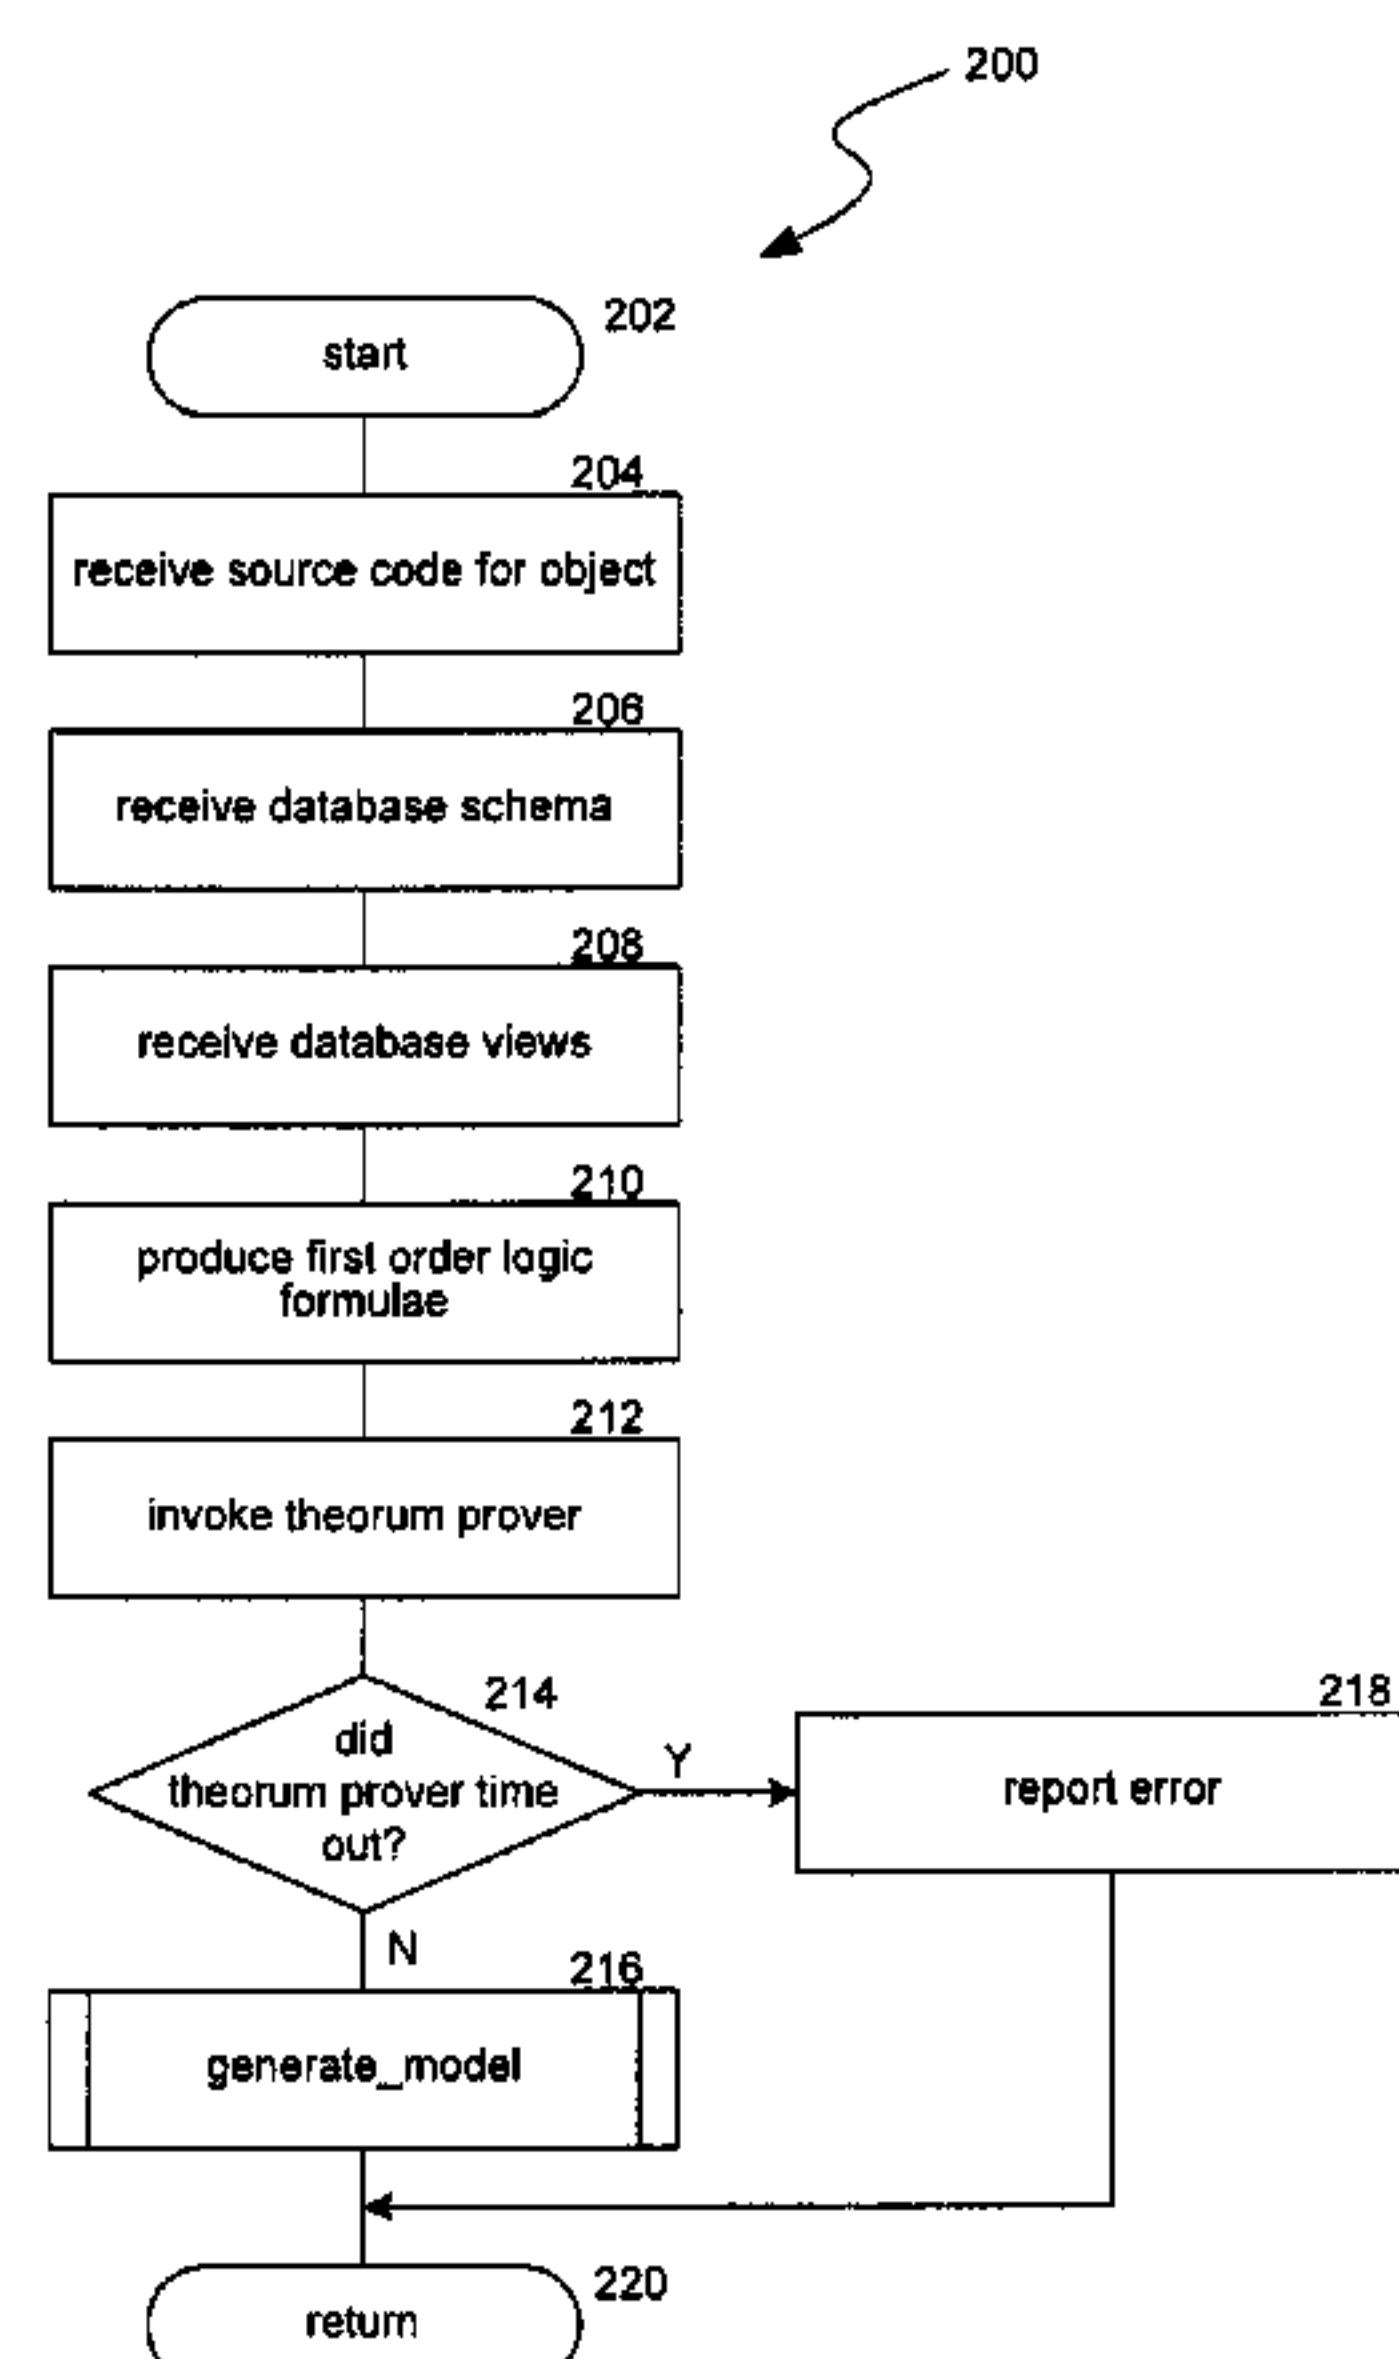 200
202
start
204
receive source code for object
206
receive database schema
208
receive database views
210
produce first order logic
formulae
212
invoke theorum prover
214
did
theorum prover time
out?
Y
218
report error
N
216
generate_model
220
return